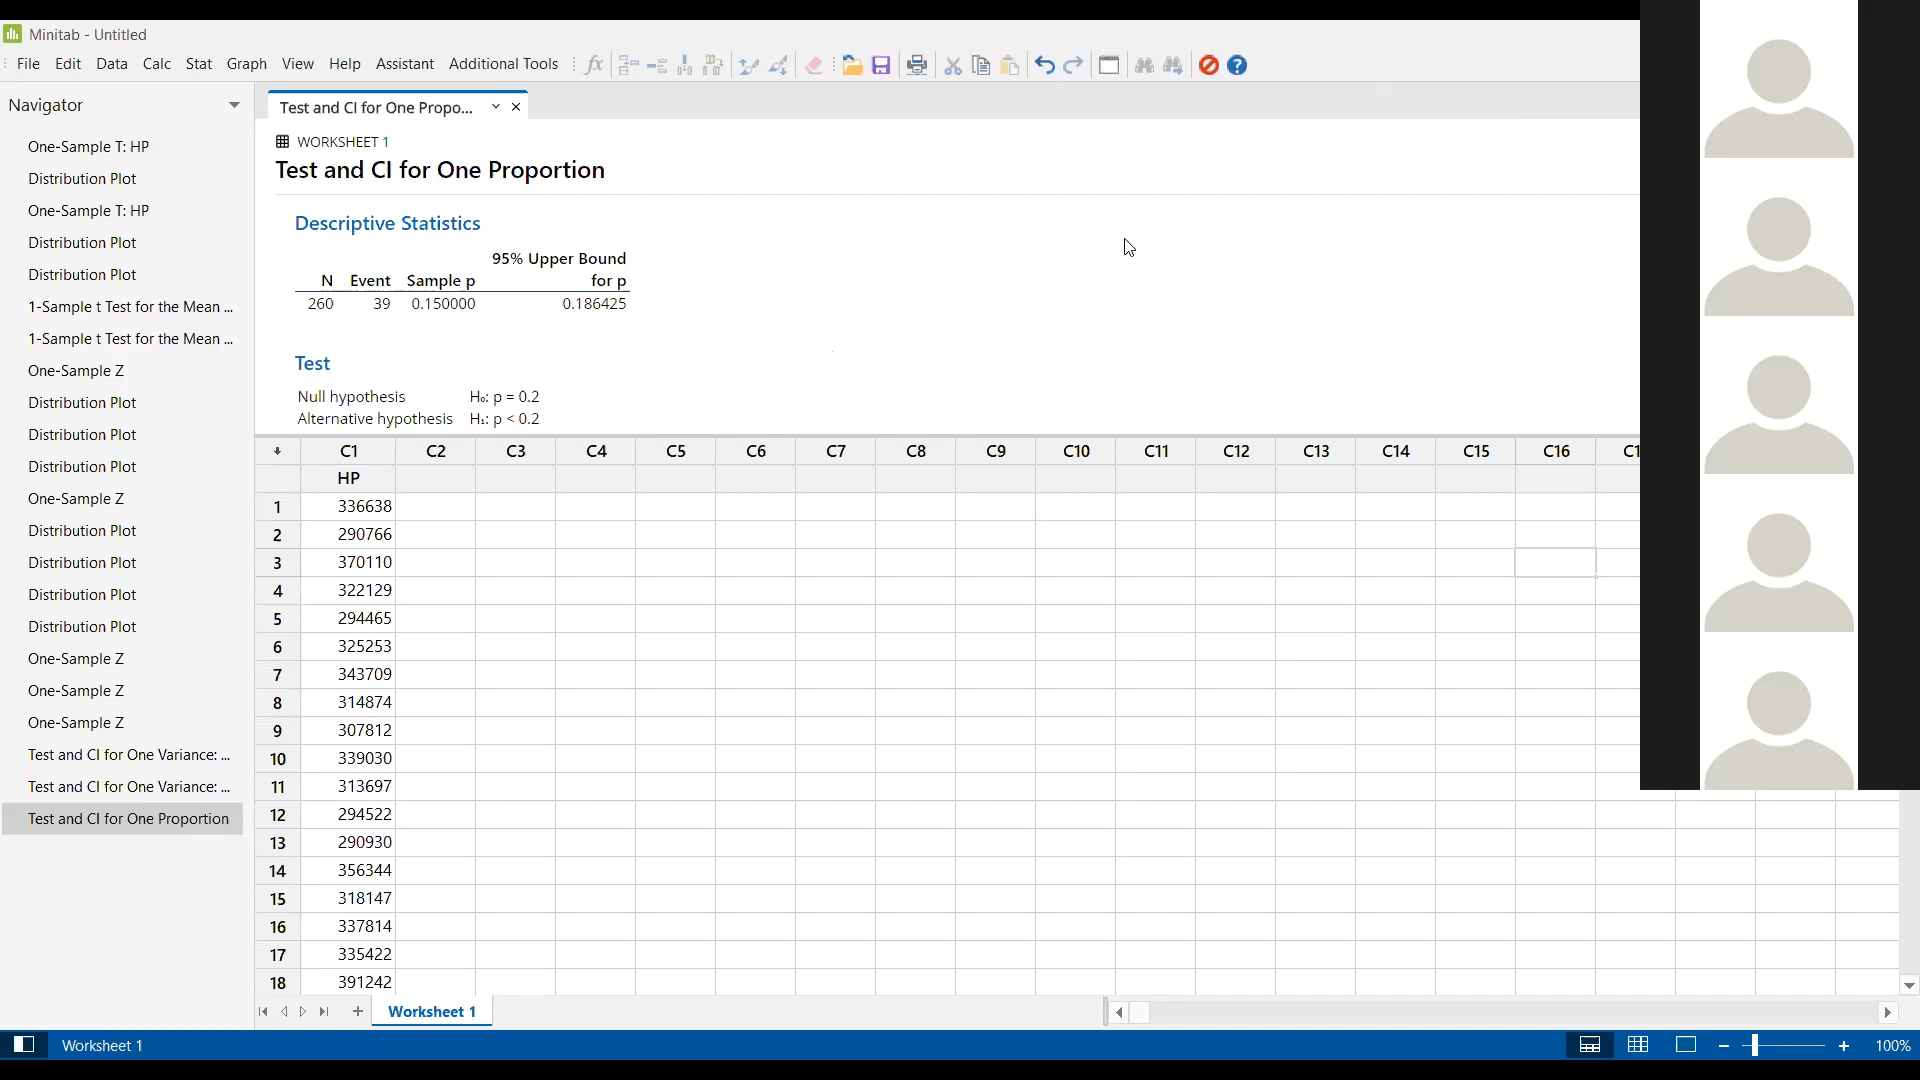 Minitab - Untitled
File Edit Data Calc Stat Graph View Help Assistant Additional Tools fx
Navigator
One-Sample T: HP
Distribution Plot
One-Sample T: HP
Distribution Plot
Distribution Plot
1-Sample t Test for the Mean ...
1-Sample t Test for the Mean ...
One-Sample Z
Distribution Plot
Distribution Plot
Distribution Plot
One-Sample Z
Distribution Plot
Distribution Plot
Distribution Plot
Distribution Plot
One-Sample Z
One-Sample Z
One-Sample Z
Test and CI for One Variance: ...
Test and CI for One Variance: ...
Test and CI for One Proportion
Test and CI for One Propo...
WORKSHEET 1
Test and CI for One Proportion
Descriptive Statistics
95% Upper Bound
N Event Sample p for p
260 39 0.150000 0.186425
Test
Null hypothesis H₀: p = 0.2
Alternative hypothesis H₁: p < 0.2
C1 C2 C3 C4 C5 C6 C7 C8 C9 C10 C11 C12 C13 C14 C15 C16 C1
HP
1 336638
2 290766
3 370110
4 322129
5 294465
6 325253
7 343709
8 314874
9 307812
10 339030
11 313697
12 294522
13 290930
14 356344
15 318147
16 337814
17 335422
18 391242
+ Worksheet 1
Worksheet 1 − + 100%